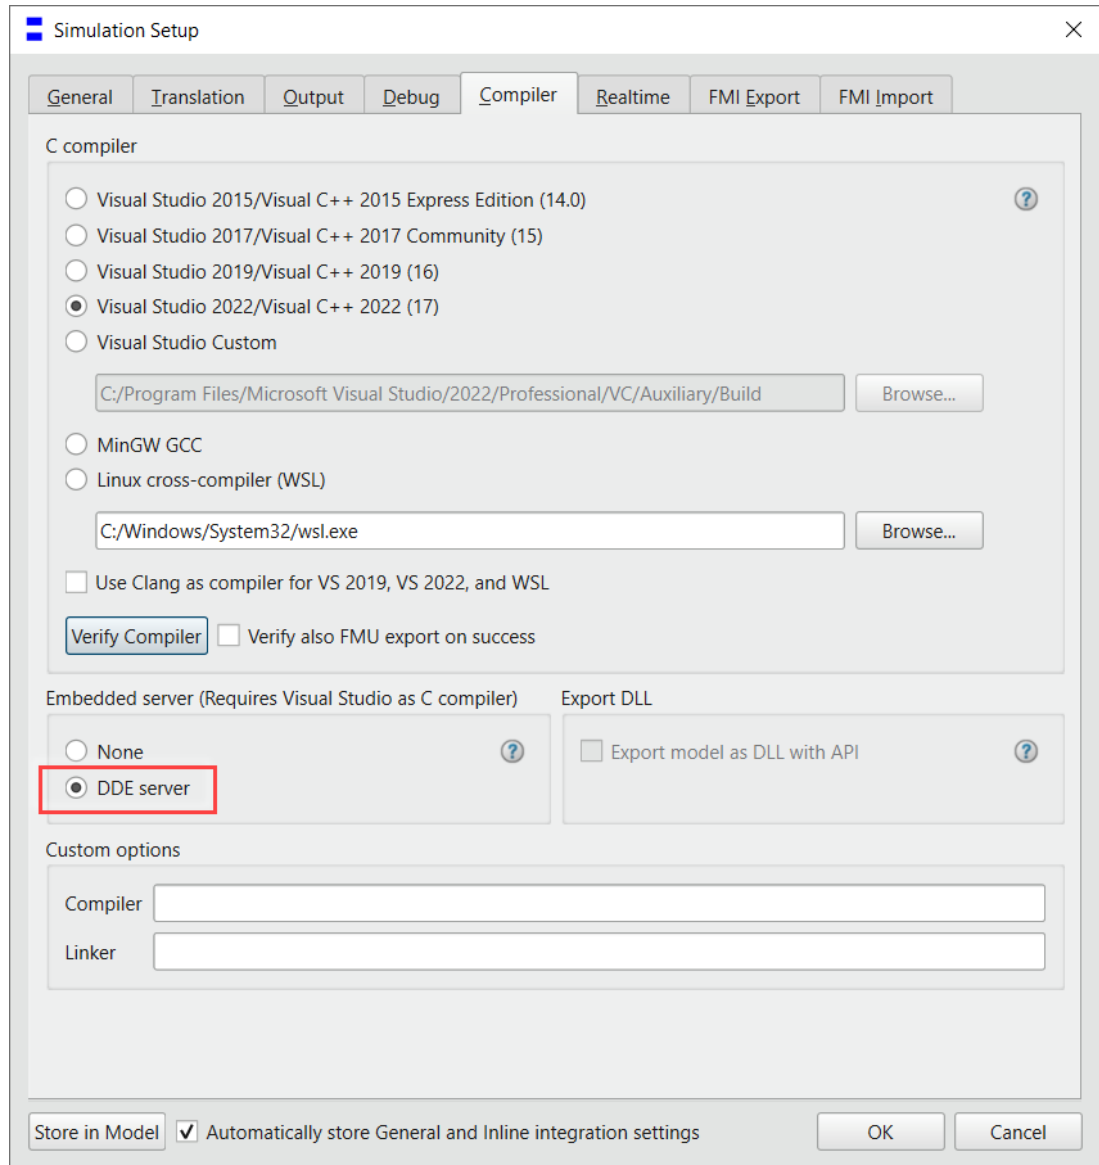 Simulation Setup
General Translation Output Debug Compiler Realtime FMI Export FMI Import
C compiler
Visual Studio 2015/Visual C++ 2015 Express Edition (14.0)
?
Visual Studio 2017/Visual C++ 2017 Community (15)
Visual Studio 2019/Visual C++ 2019 (16)
Visual Studio 2022/Visual C++ 2022 (17)
Visual Studio Custom
C:/Program Files/Microsoft Visual Studio/2022/Professional/VC/Auxiliary/Build Browse...
MinGW GCC
Linux cross-compiler (WSL)
C:/Windows/System32/wsl.exe Browse...
Use Clang as compiler for VS 2019, VS 2022, and WSL
Verify Compiler Verify also FMU export on success
Embedded server (Requires Visual Studio as C compiler) Export DLL
None ? Export model as DLL with API ?
DDE server
Custom options
Compiler
Linker
Store in Model Automatically store General and Inline integration settings OK Cancel